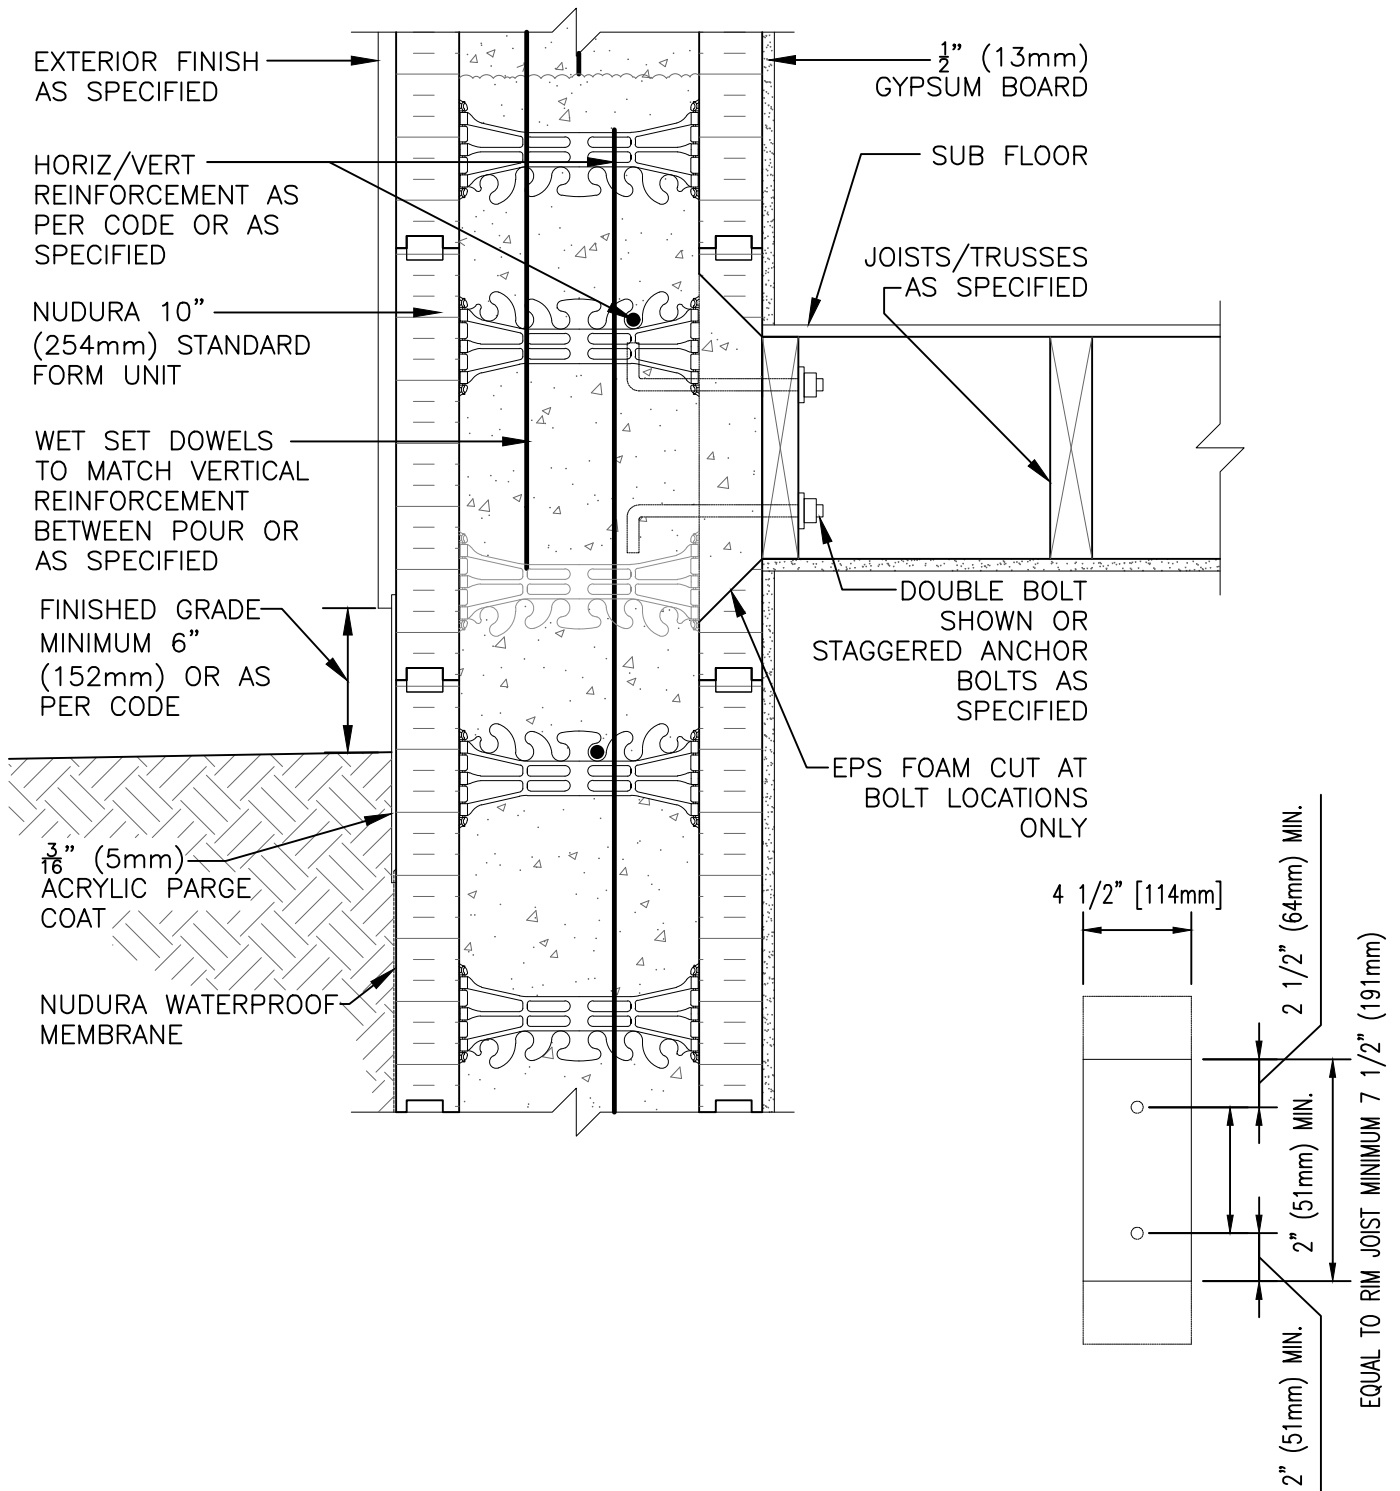 EXTERIOR FINISH
AS SPECIFIED
HORIZ/VERT
REINFORCEMENT AS
PER CODE OR AS
SPECIFIED
NUDURA 10"
(254mm) STANDARD
FORM UNIT
WET SET DOWELS
TO MATCH VERTICAL
REINFORCEMENT
BETWEEN POUR OR
AS SPECIFIED
FINISHED GRADE
MINIMUM 6"
(152mm) OR AS
PER CODE
3/16" (5mm)
ACRYLIC PARGE
COAT
NUDURA WATERPROOF
MEMBRANE
1/2" (13mm)
GYPSUM BOARD
SUB FLOOR
JOISTS/TRUSSES
AS SPECIFIED
DOUBLE BOLT
SHOWN OR
STAGGERED ANCHOR
BOLTS AS
SPECIFIED
EPS FOAM CUT AT
BOLT LOCATIONS
ONLY
4 1/2" [114mm]
2 1/2" (64mm) MIN.
2" (51mm) MIN.
2" (51mm) MIN.
EQUAL TO RIM JOIST MINIMUM 7 1/2" (191mm)